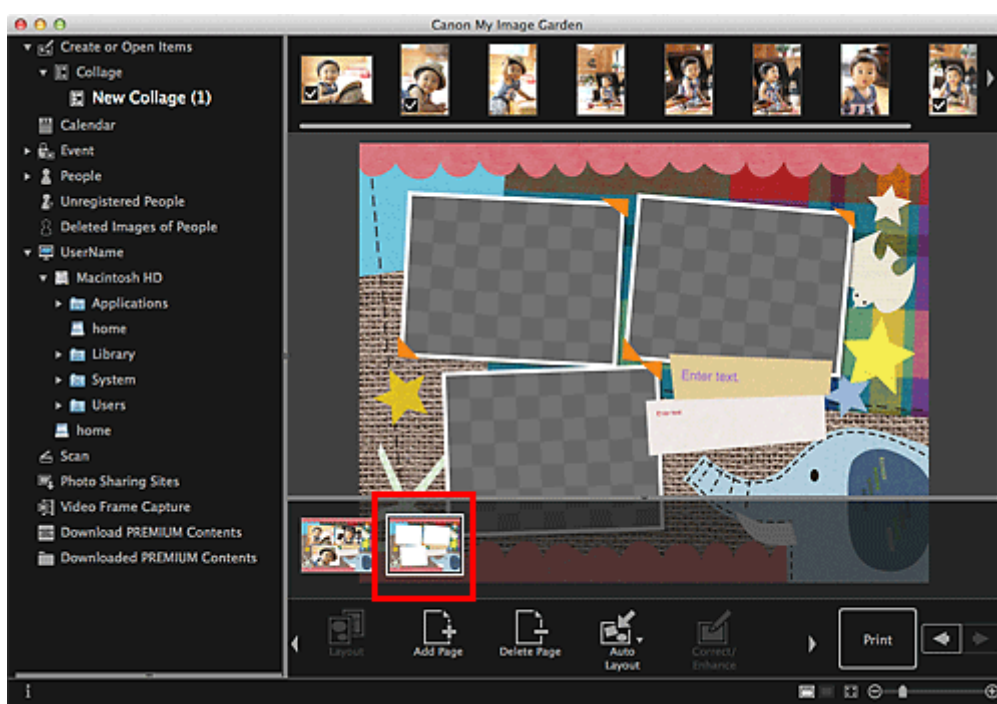 Canon My Image Garden
Create or Open Items
Collage
New Collage (1)
Calendar
Event
People
Unregistered People
Deleted Images of People
UserName
Macintosh HD
Applications
home
Library
System
Users
home
Scan
Photo Sharing Sites
Video Frame Capture
Download PREMIUM Contents
Downloaded PREMIUM Contents
Enter text.
Enter text.
Layout
Add Page
Delete Page
Auto
Layout
Correct/
Enhance
Print